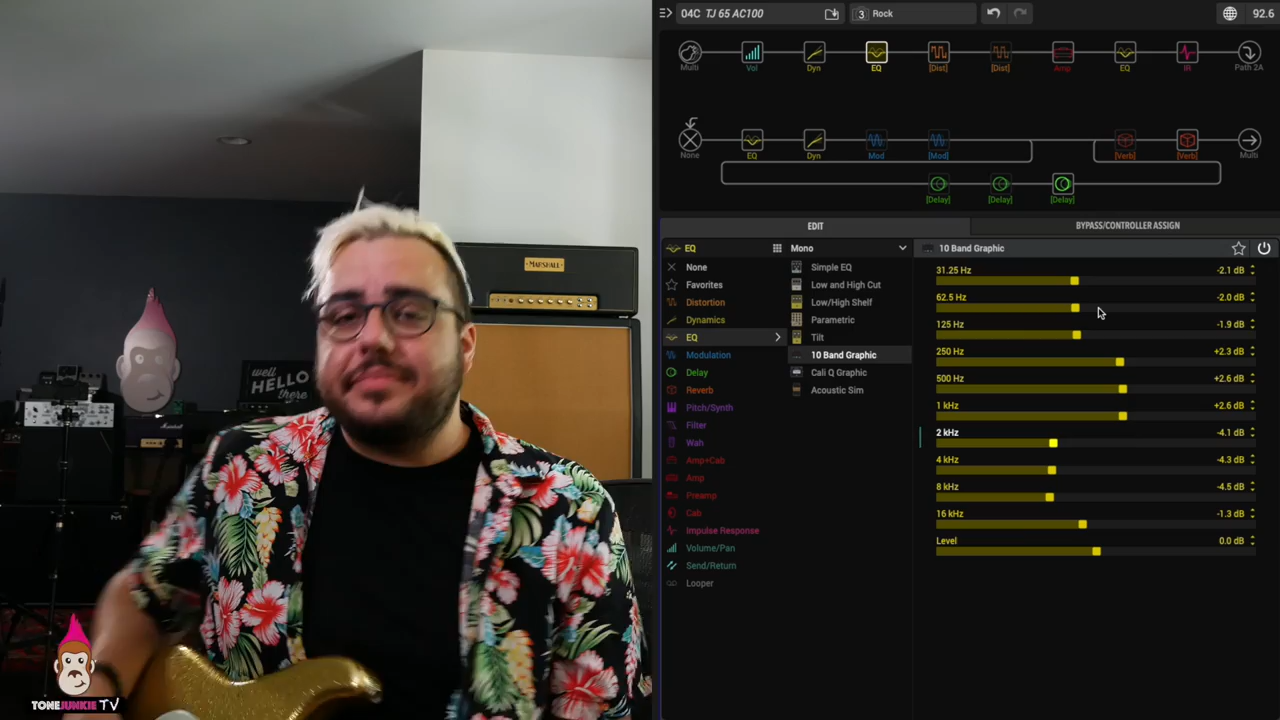 04C TJ 65 AC100
3 Rock
92.6
Multi Vol Dyn EQ [Dist] [Dist] Amp EQ IR Path 2A
None EQ Dyn Mod [Mod] [Verb] [Verb] Multi
[Delay] [Delay] [Delay]
EDIT BYPASS/CONTROLLER ASSIGN
EQ Mono 10 Band Graphic
None
Favorites
Distortion
Dynamics
EQ
Modulation
Delay
Reverb
Pitch/Synth
Filter
Wah
Amp+Cab
Amp
Preamp
Cab
Impulse Response
Volume/Pan
Send/Return
Looper
Simple EQ
Low and High Cut
Low/High Shelf
Parametric
Tilt
10 Band Graphic
Cali Q Graphic
Acoustic Sim
31.25 Hz -2.1 dB
62.5 Hz -2.0 dB
125 Hz -1.9 dB
250 Hz +2.3 dB
500 Hz +2.6 dB
1 kHz +2.6 dB
2 kHz -4.1 dB
4 kHz -4.3 dB
8 kHz -4.5 dB
16 kHz -1.3 dB
Level 0.0 dB
MARSHALL
well
HELLO
there
TONEJUNKIE TV